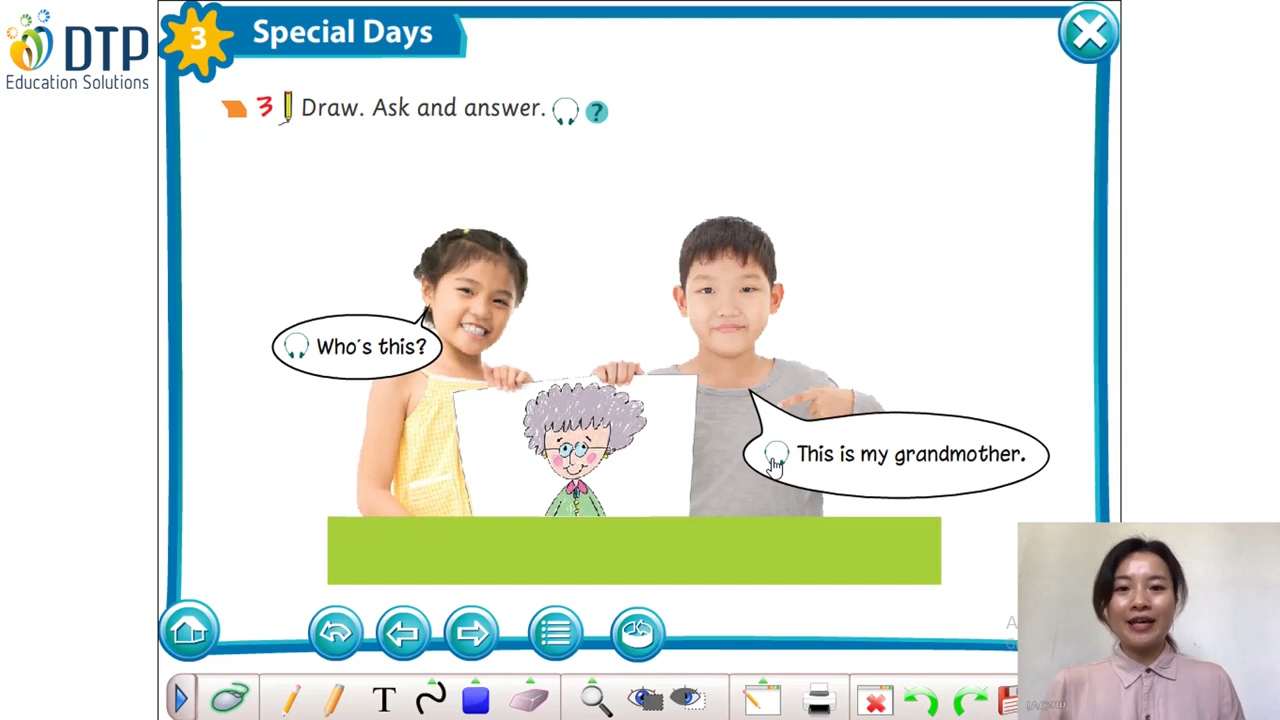 DTP
Education Solutions
3
Special Days
3 Draw. Ask and answer. ?
Who's this?
This is my grandmother.
T